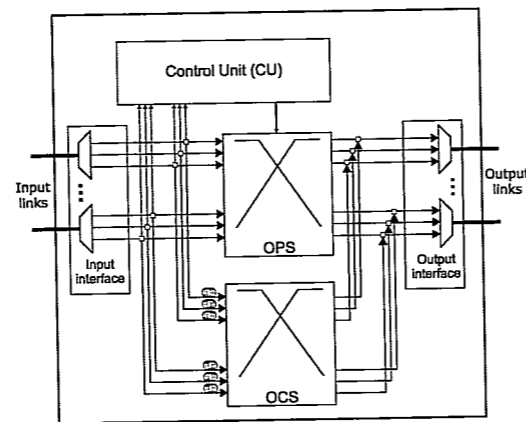 Control Unit (CU)
Input
links
Output
links
OPS
Input
interface
Output
interface
OCS